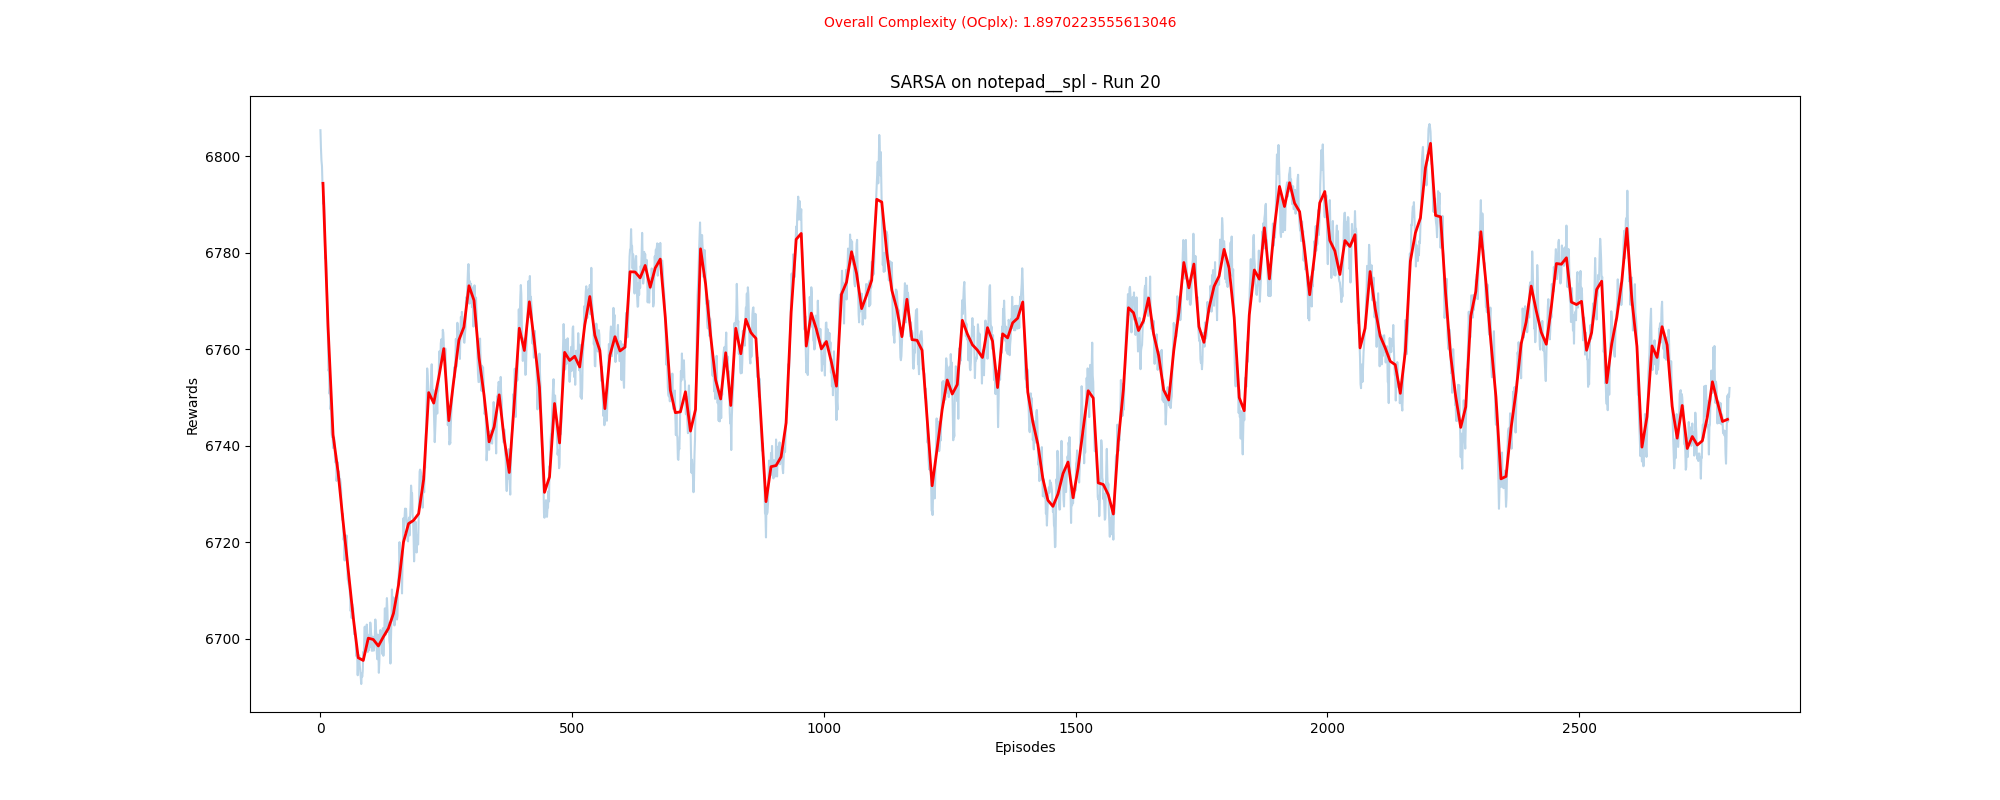 Overall Complexity (OCplx): 1.8970223555613046
SARSA on notepad__spl - Run 20
Rewards
6800
6780
6760
6740
6720
6700
0 500 1000 1500 2000 2500
Episodes